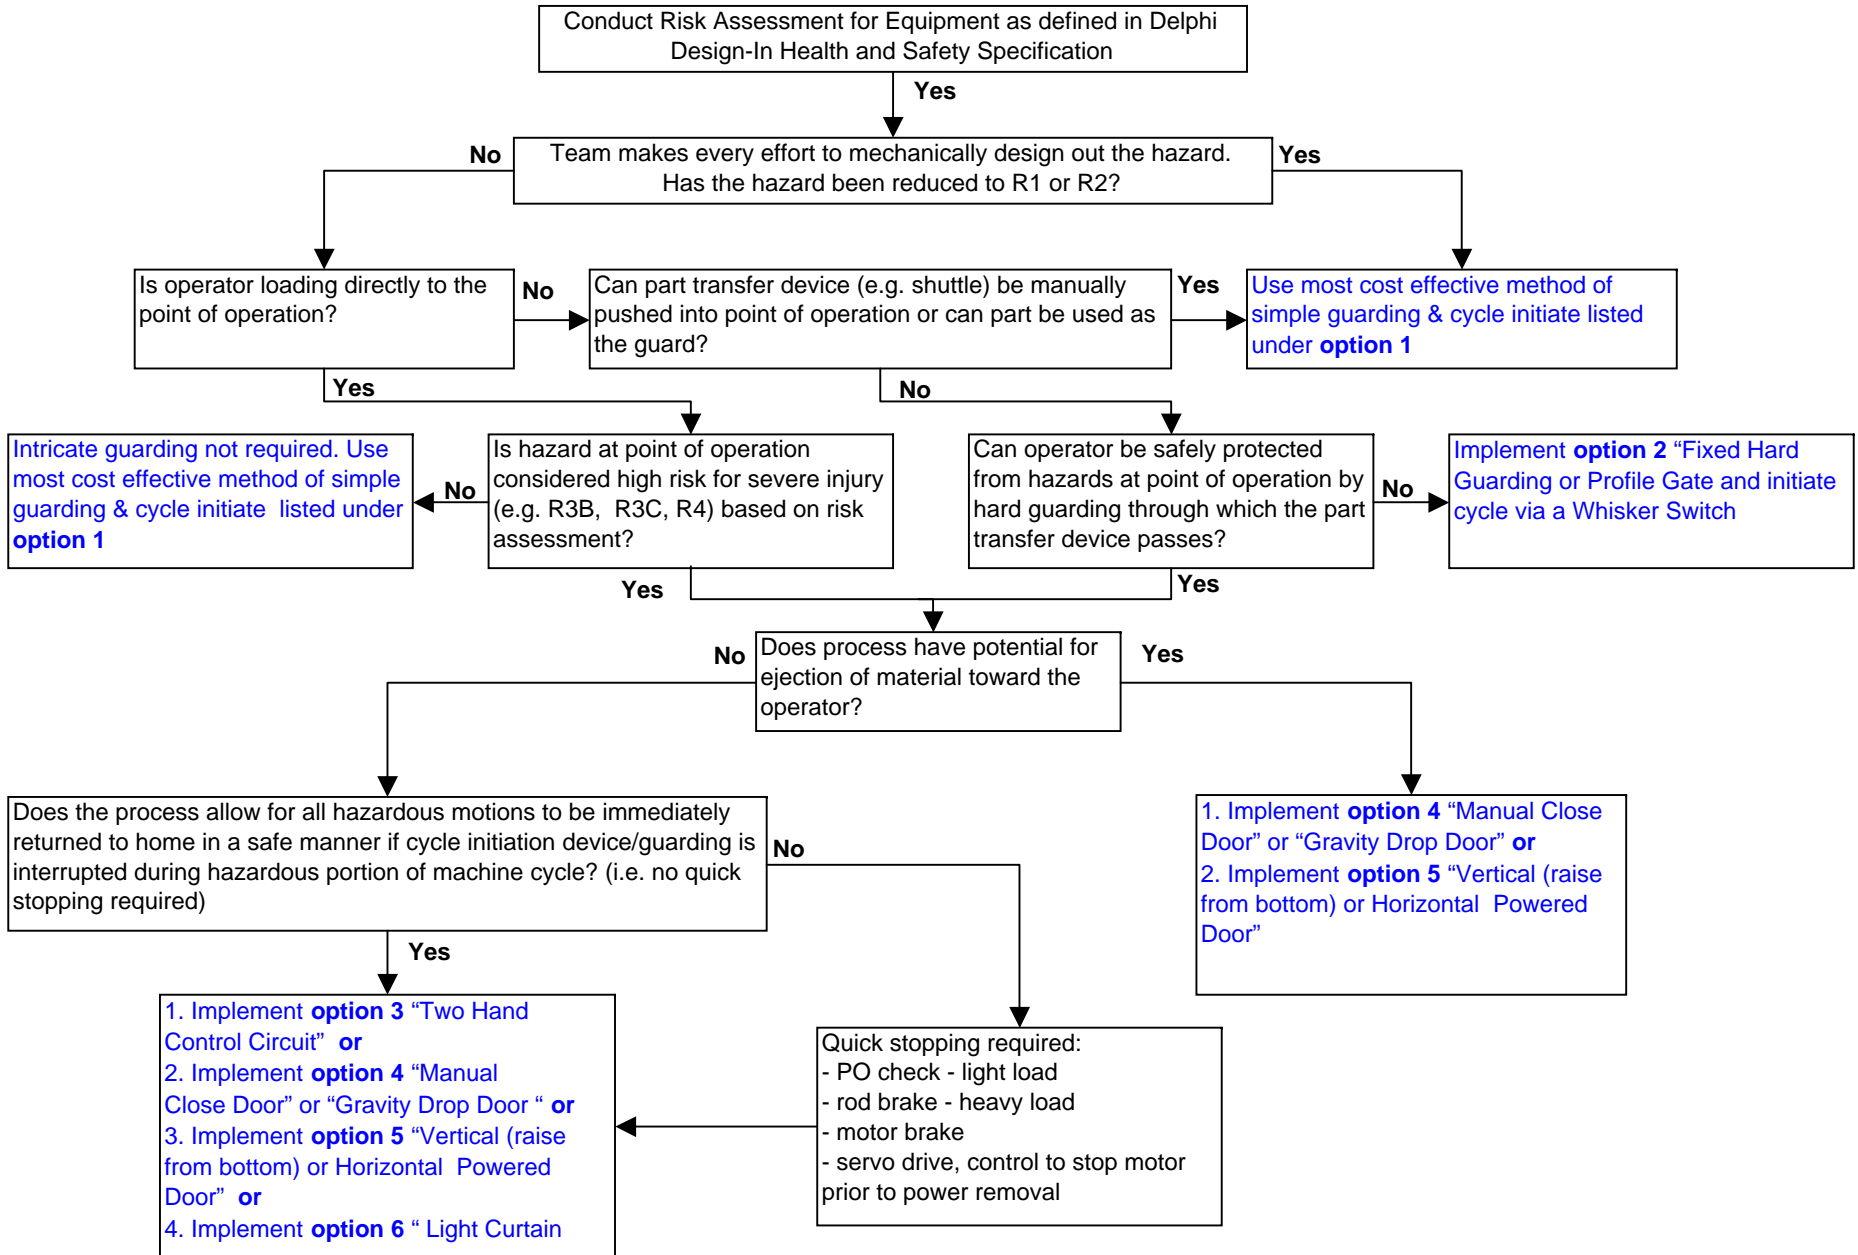 Conduct Risk Assessment for Equipment as defined in Delphi
Design-In Health and Safety Specification
Yes
No
Team makes every effort to mechanically design out the hazard.
Has the hazard been reduced to R1 or R2?
Yes
Is operator loading directly to the
point of operation?
No
Can part transfer device (e.g. shuttle) be manually
pushed into point of operation or can part be used as
the guard?
Yes
Use most cost effective method of
simple guarding & cycle initiate listed
under option 1
Yes
No
Intricate guarding not required. Use
most cost effective method of simple
guarding & cycle initiate  listed under
option 1
No
Is hazard at point of operation
considered high risk for severe injury
(e.g. R3B,  R3C, R4) based on risk
assessment?
Can operator be safely protected
from hazards at point of operation by
hard guarding through which the part
transfer device passes?
No
Implement option 2 “Fixed Hard
Guarding or Profile Gate and initiate
cycle via a Whisker Switch
Yes
Yes
No
Does process have potential for
ejection of material toward the
operator?
Yes
Does the process allow for all hazardous motions to be immediately
returned to home in a safe manner if cycle initiation device/guarding is
interrupted during hazardous portion of machine cycle? (i.e. no quick
stopping required)
No
1. Implement option 4 “Manual Close
Door” or “Gravity Drop Door” or
2. Implement option 5 “Vertical (raise
from bottom) or Horizontal  Powered
Door”
Yes
1. Implement option 3 “Two Hand
Control Circuit”  or
2. Implement option 4 “Manual
Close Door” or “Gravity Drop Door “ or
3. Implement option 5 “Vertical (raise
from bottom) or Horizontal  Powered
Door”  or
4. Implement option 6 “ Light Curtain
Quick stopping required:
- PO check - light load
- rod brake - heavy load
- motor brake
- servo drive, control to stop motor
prior to power removal